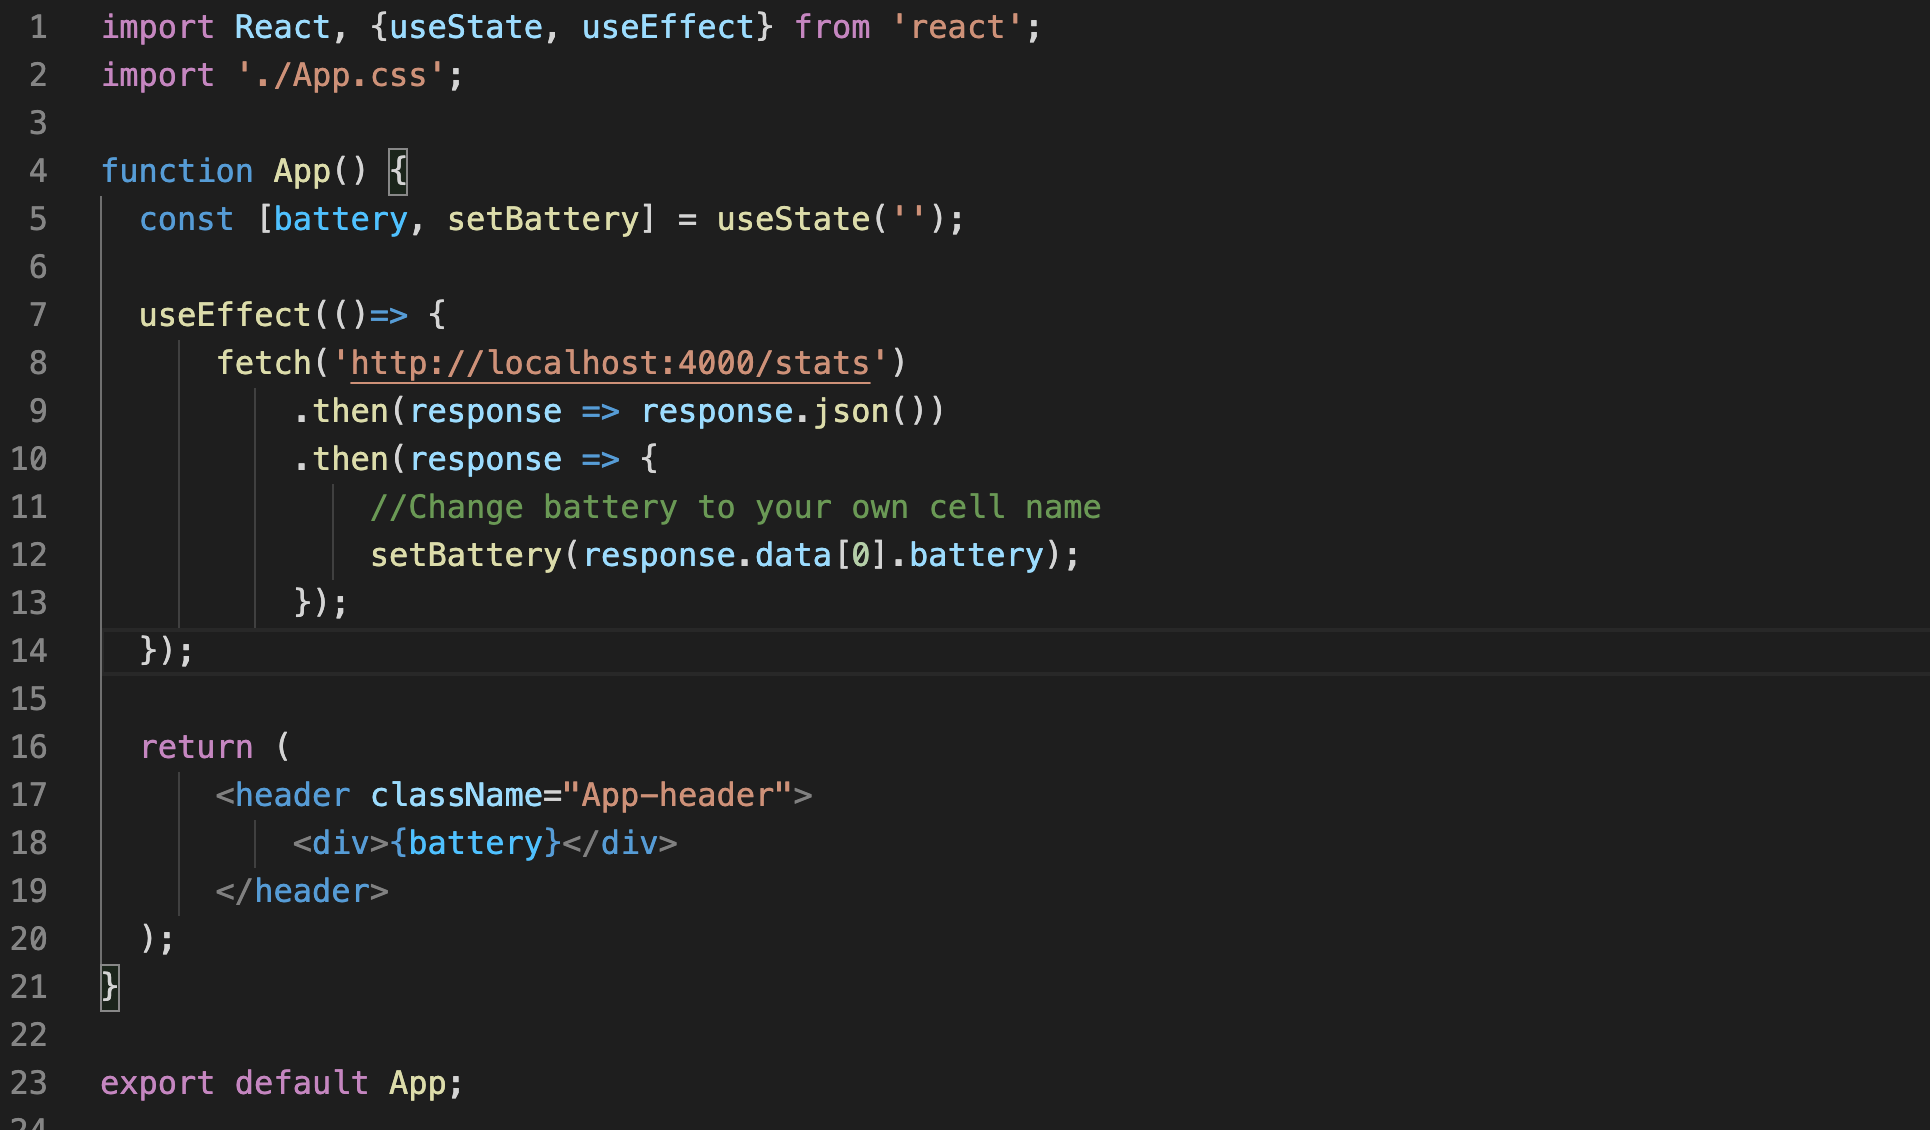 1 import React, {useState, useEffect} from 'react';
2 import './App.css';
3
4 function App() {
5   const [battery, setBattery] = useState('');
6
7   useEffect(()=> {
8       fetch('http://localhost:4000/stats')
9           .then(response => response.json())
10           .then(response => {
11               //Change battery to your own cell name
12               setBattery(response.data[0].battery);
13           });
14   });
15
16   return (
17       <header className="App-header">
18           <div>{battery}</div>
19       </header>
20   );
21 }
22
23 export default App;
24